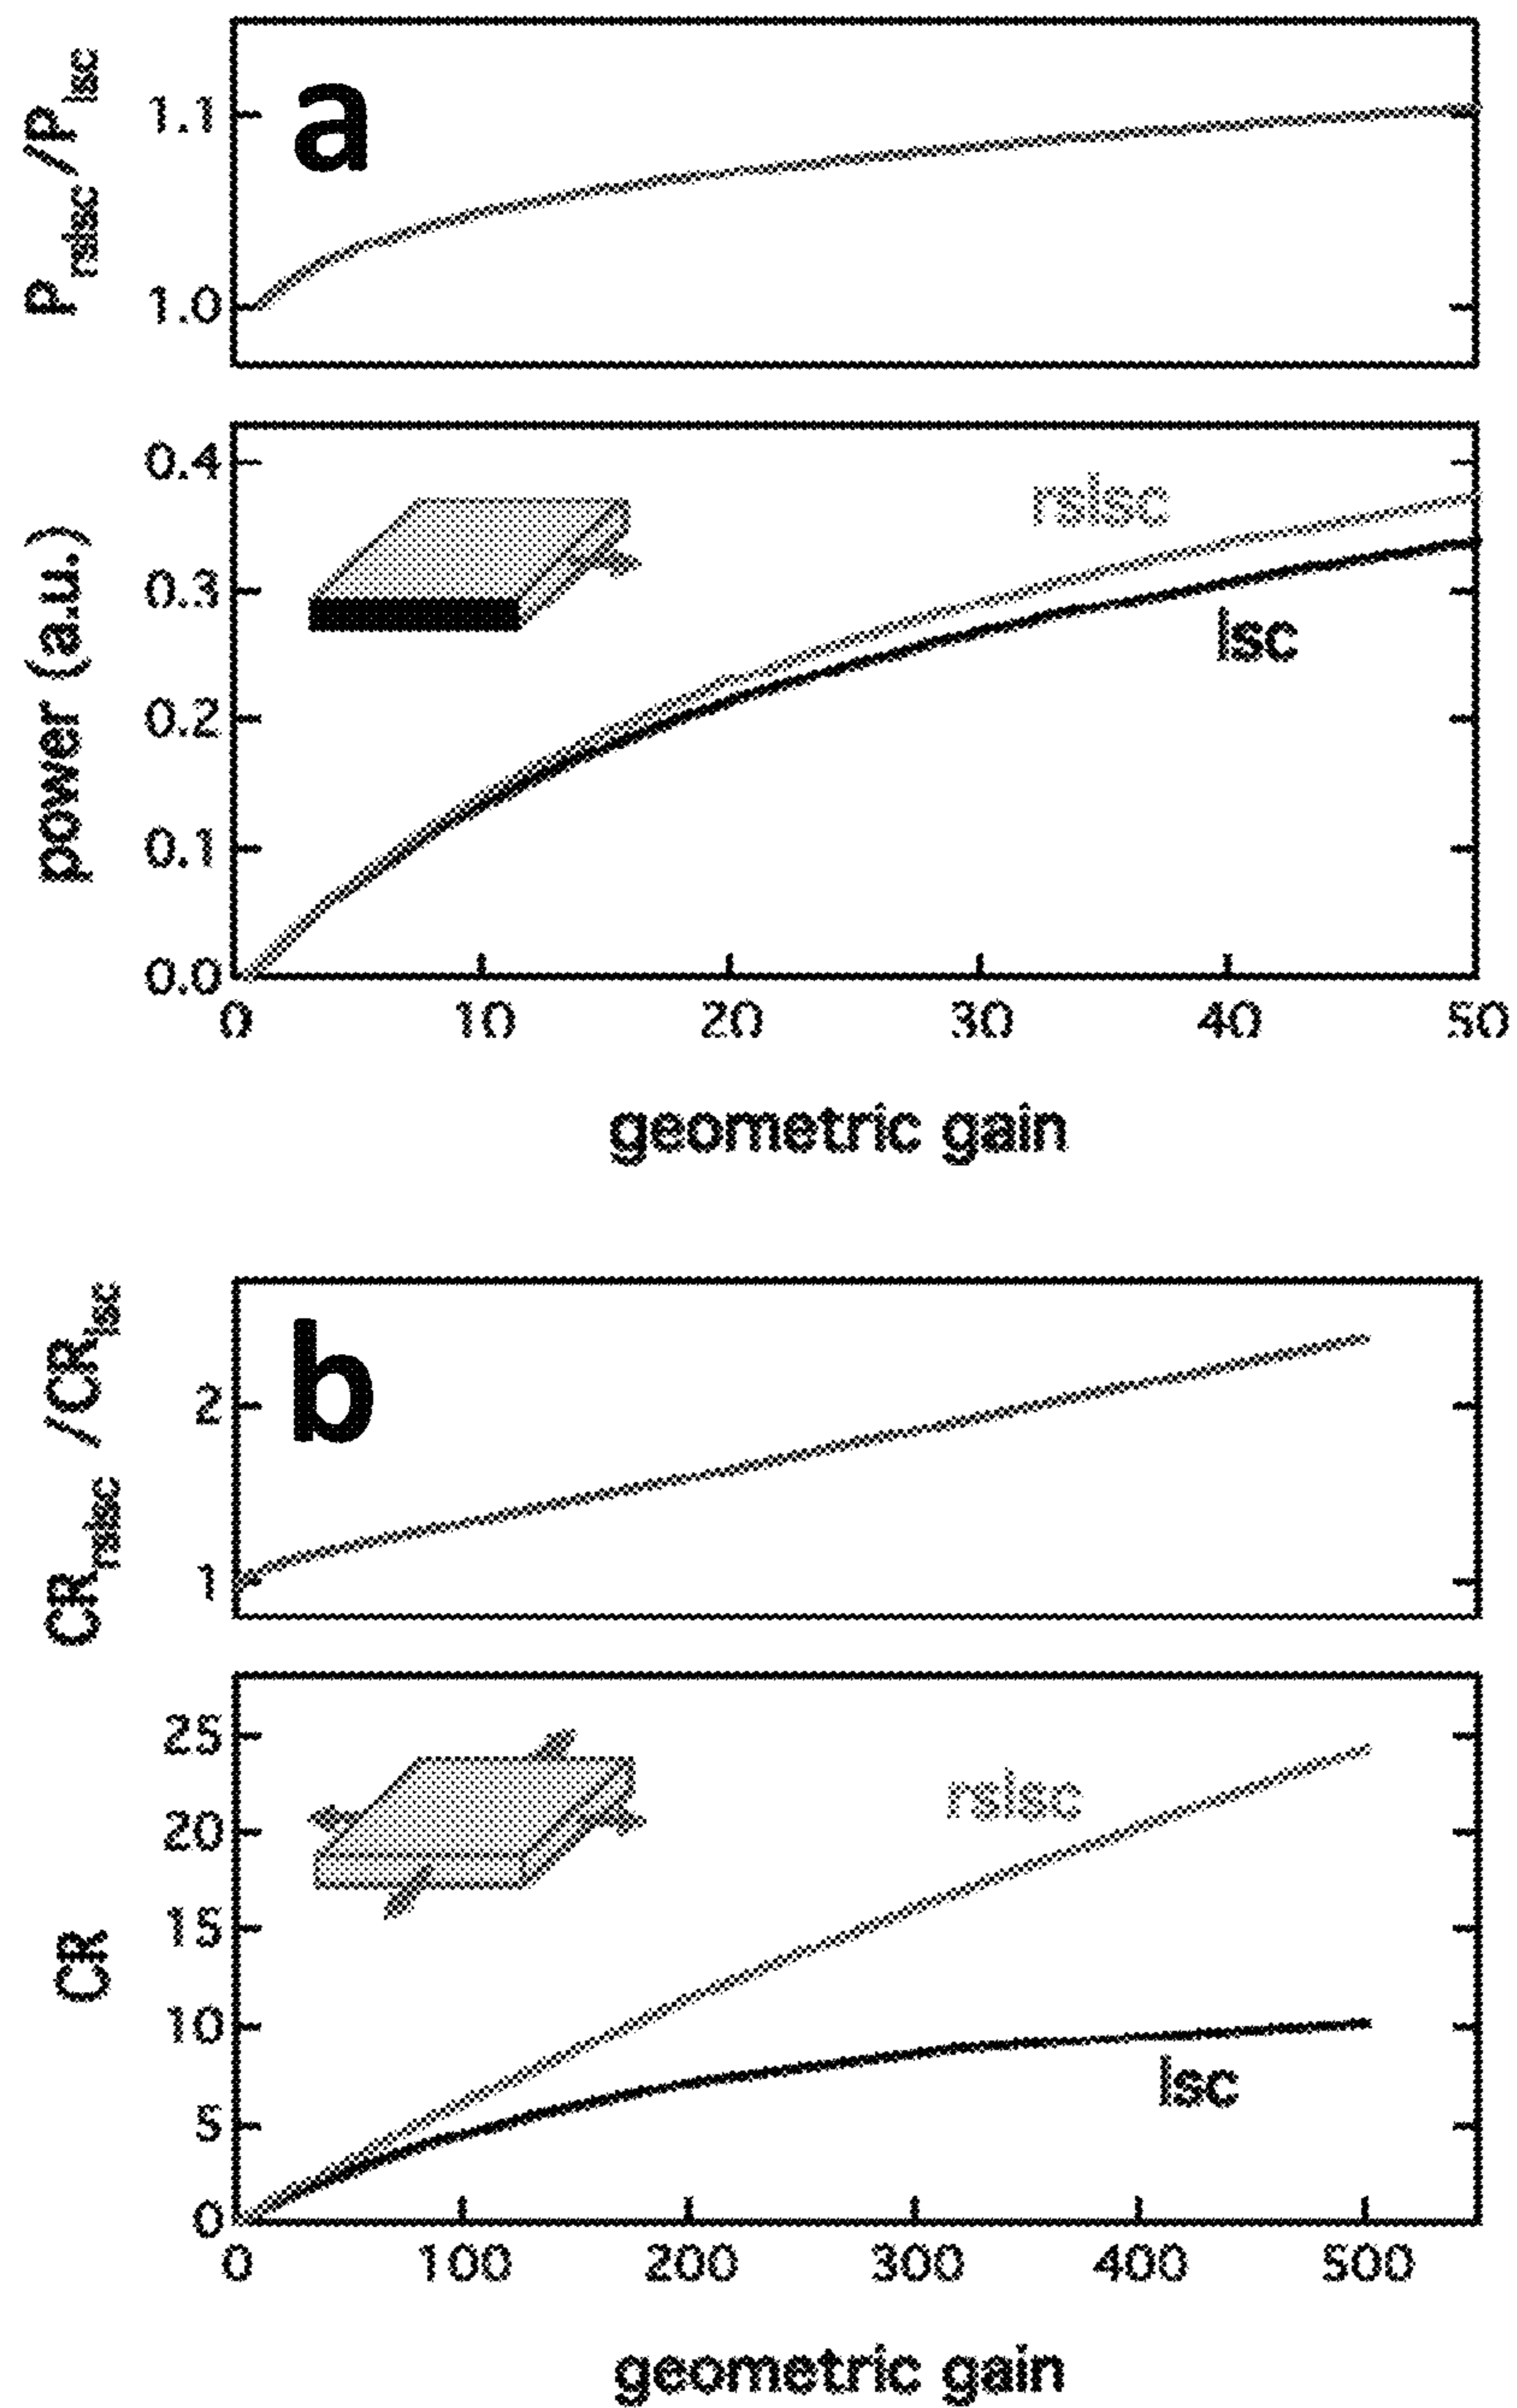 a
P_rslsc/P_lsc
1.1
1.0
power (a.u.)
0.4
0.3
0.2
0.1
0.0
rslsc
lsc
0 10 20 30 40 50
geometric gain
b
CR_rslsc /CR_lsc
2
1
CR
25
20
15
10
5
0
rslsc
lsc
0 100 200 300 400 500
geometric gain